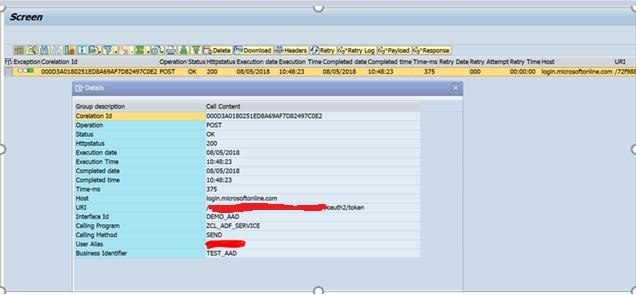 Screen
Delete Download Headers Retry Retry Log Payload Response
Exception Corelation Id Operation Status Httpstatus Execution date Execution Time Completed date Completed time Time-ms Retry Date Retry Attempt Retry Time Host URI
000D3A0180251ED8A69AF7D82497C0E2 POST OK 200 08/05/2018 10:48:23 08/05/2018 10:48:23 375 000 00:00:00 login.microsoftonline.com /72f988
Details
Group description Cell Content
Corelation Id 000D3A0180251ED8A69AF7D82497C0E2
Operation POST
Status OK
Httpstatus 200
Execution date 08/05/2018
Execution Time 10:48:23
Completed date 08/05/2018
Completed time 10:48:23
Time-ms 375
Host login.microsoftonline.com
URI / oauth2/token
Interface Id DEMO_AAD
Calling Program ZCL_ADF_SERVICE
Calling Method SEND
User Alias
Business Identifier TEST_AAD